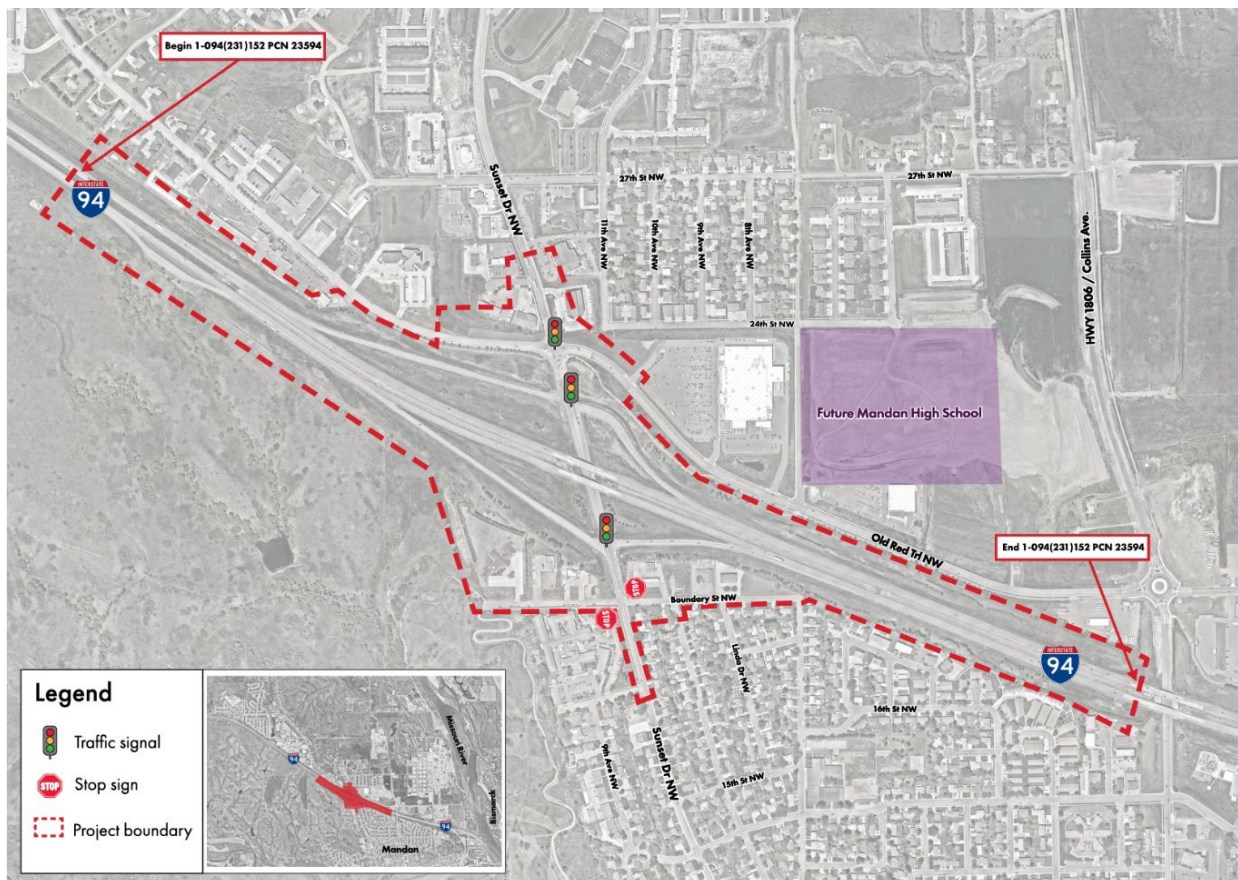 Begin 1-094(231)152 PCN 23594
INTERSTATE
94
Sunset Dr NW
27th St NW
27th St NW
11th Ave NW
10th Ave NW
9th Ave NW
8th Ave NW
HWY 1806 / Collins Ave.
24th St NW
Future Mandan High School
Old Red Trl NW
End 1-094(231)152 PCN 23594
STOP
Boundary St NW
STOP
Linda Dr NW
INTERSTATE
94
16th St NW
9th Ave NW
Sunset Dr NW
15th St NW
Legend
Traffic signal
STOP
Stop sign
Project boundary
94
Missouri River
Bismarck
94
Mandan